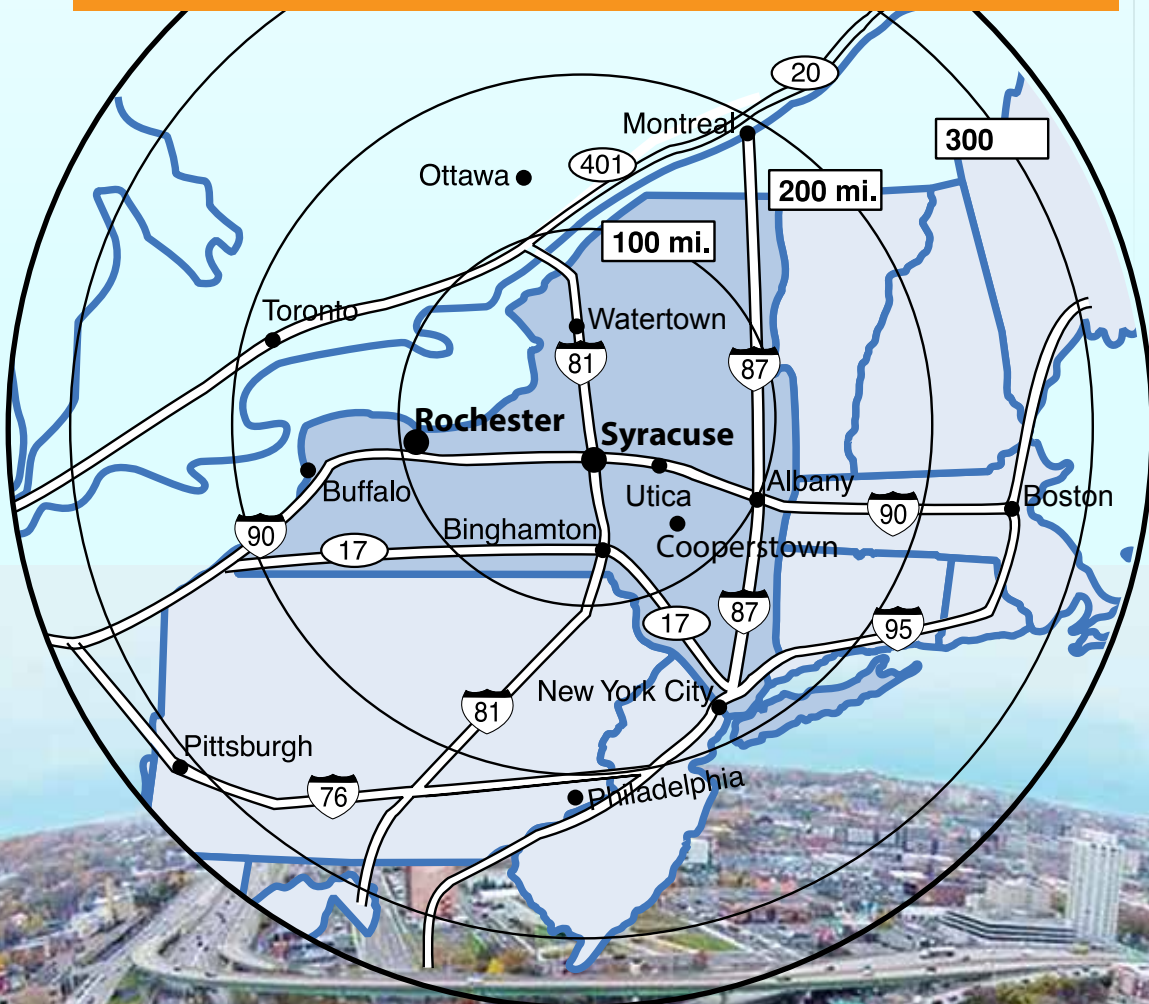 20
Montreal
300
401
Ottawa
200 mi.
100 mi.
Toronto
Watertown
81
87
Rochester
Syracuse
Albany
Buffalo
Utica
Boston
90
90
Binghamton
17
Cooperstown
87
17
95
New York City
81
Pittsburgh
76
Philadelphia